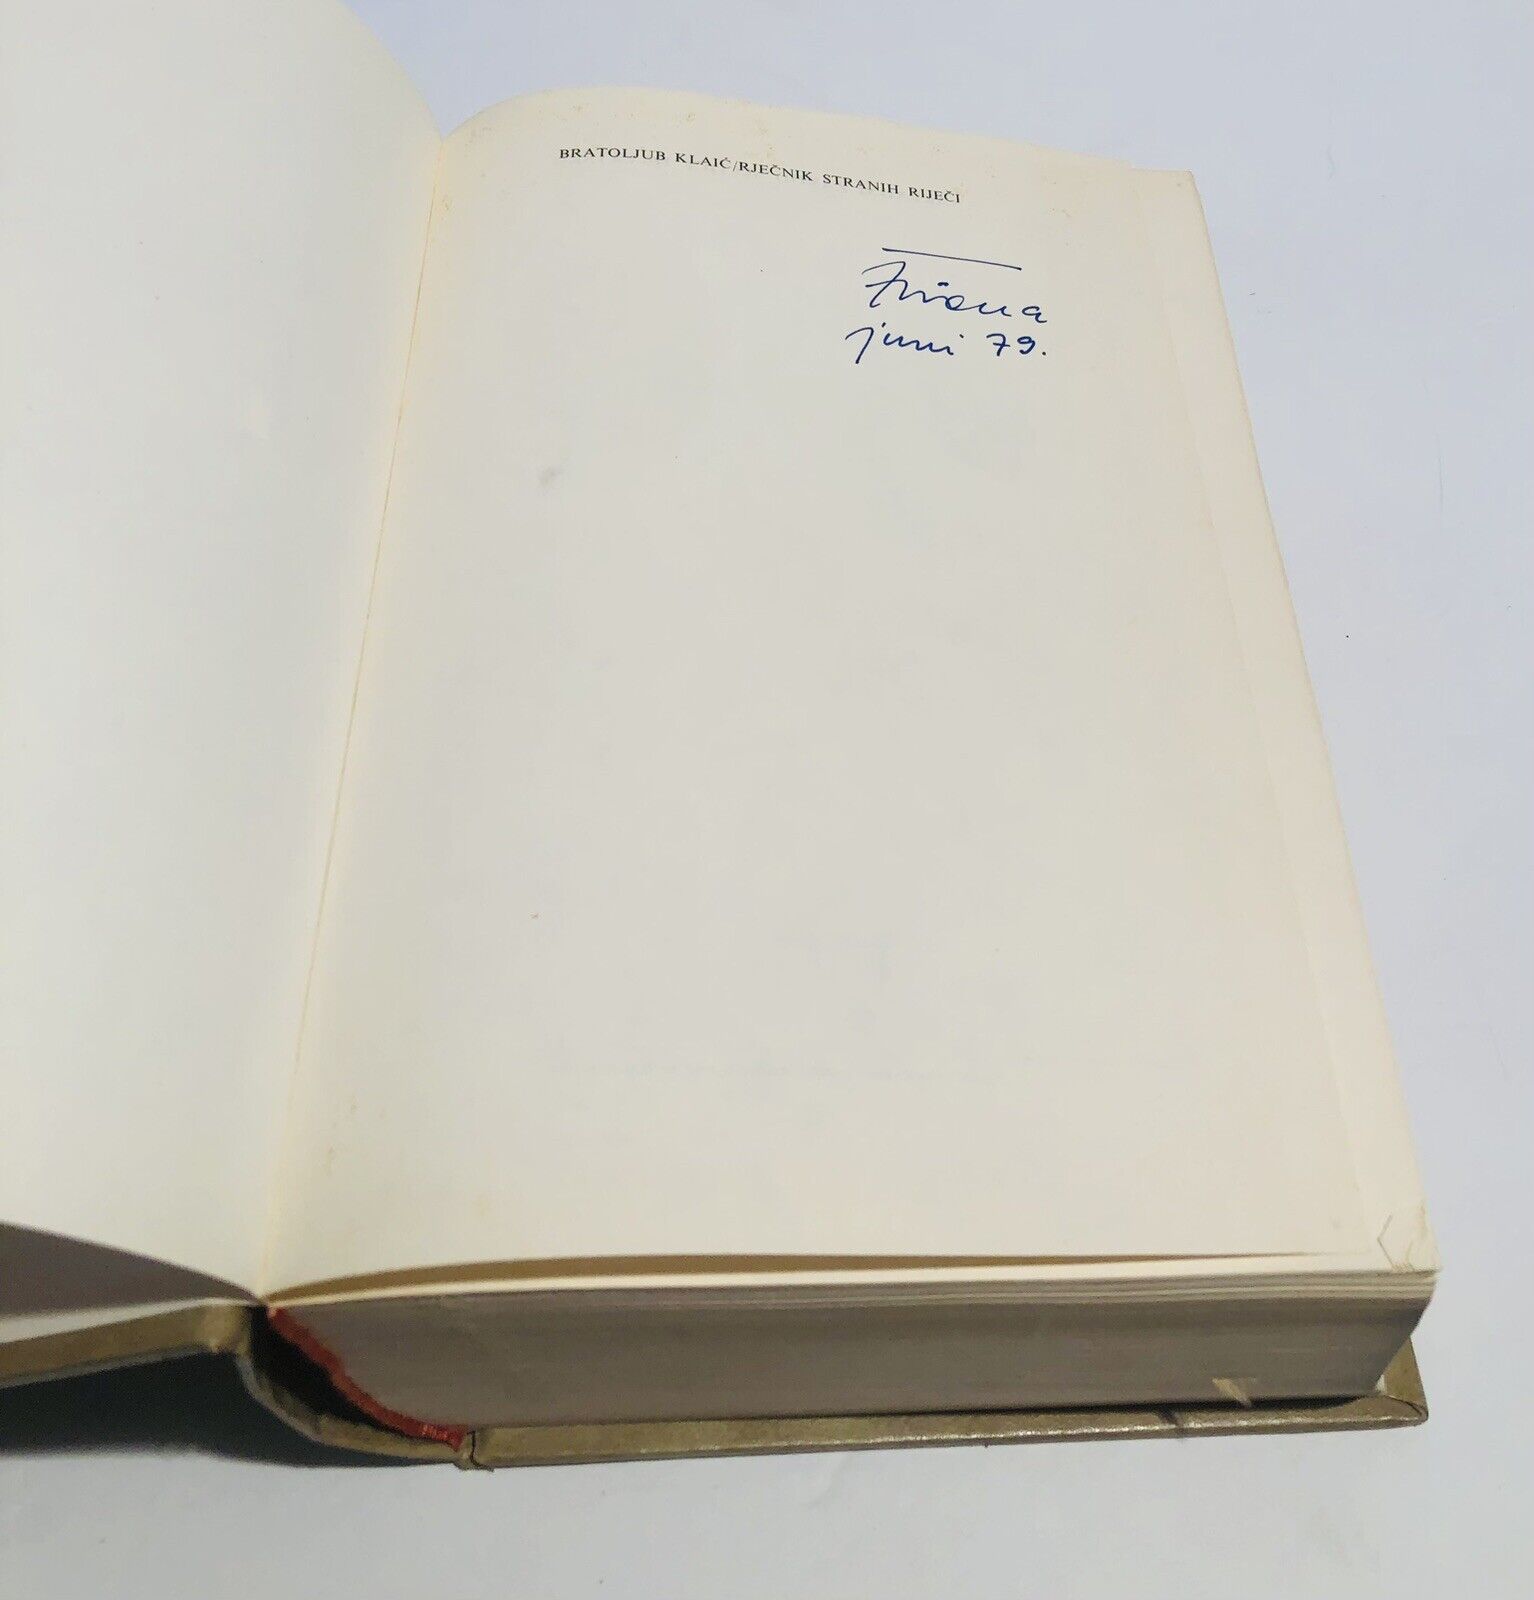 BRATOLJUB KLAIĆ/RJEČNIK STRANIH RIJEČI
juni 79.